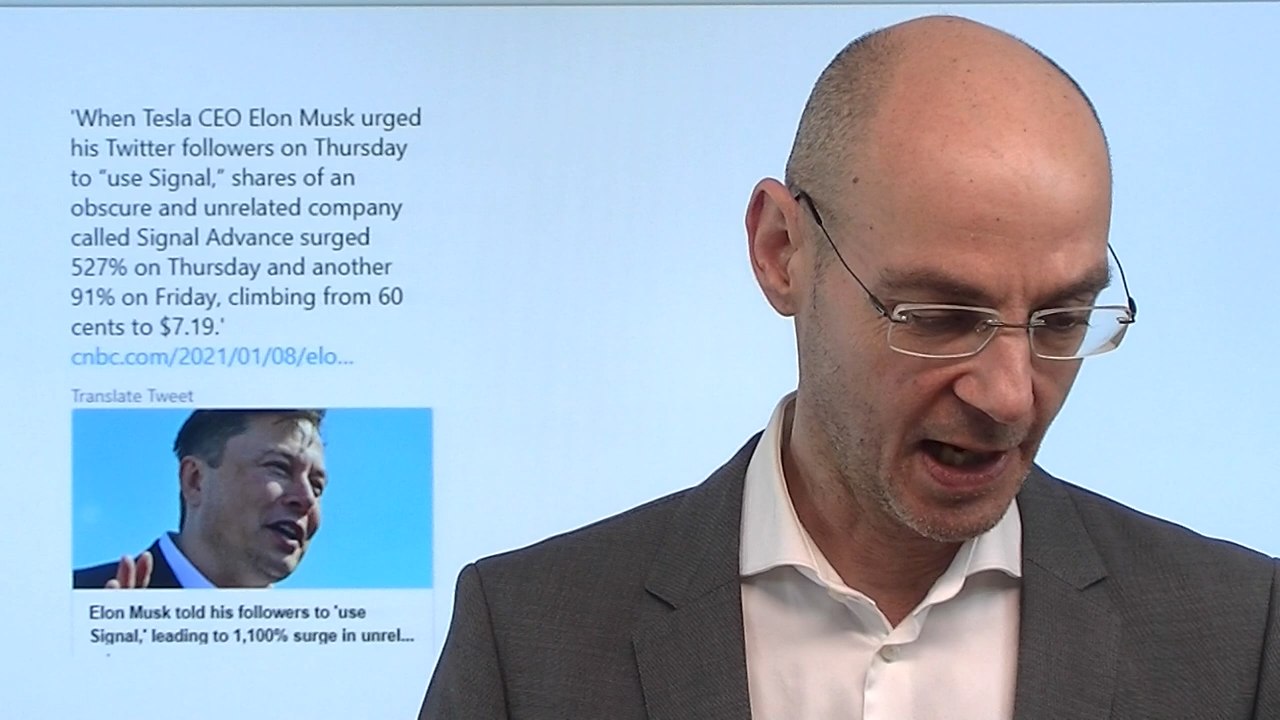 'When Tesla CEO Elon Musk urged
his Twitter followers on Thursday
to “use Signal,” shares of an
obscure and unrelated company
called Signal Advance surged
527% on Thursday and another
91% on Friday, climbing from 60
cents to $7.19.'
cnbc.com/2021/01/08/elo...
Translate Tweet
Elon Musk told his followers to 'use
Signal,' leading to 1,100% surge in unrel...